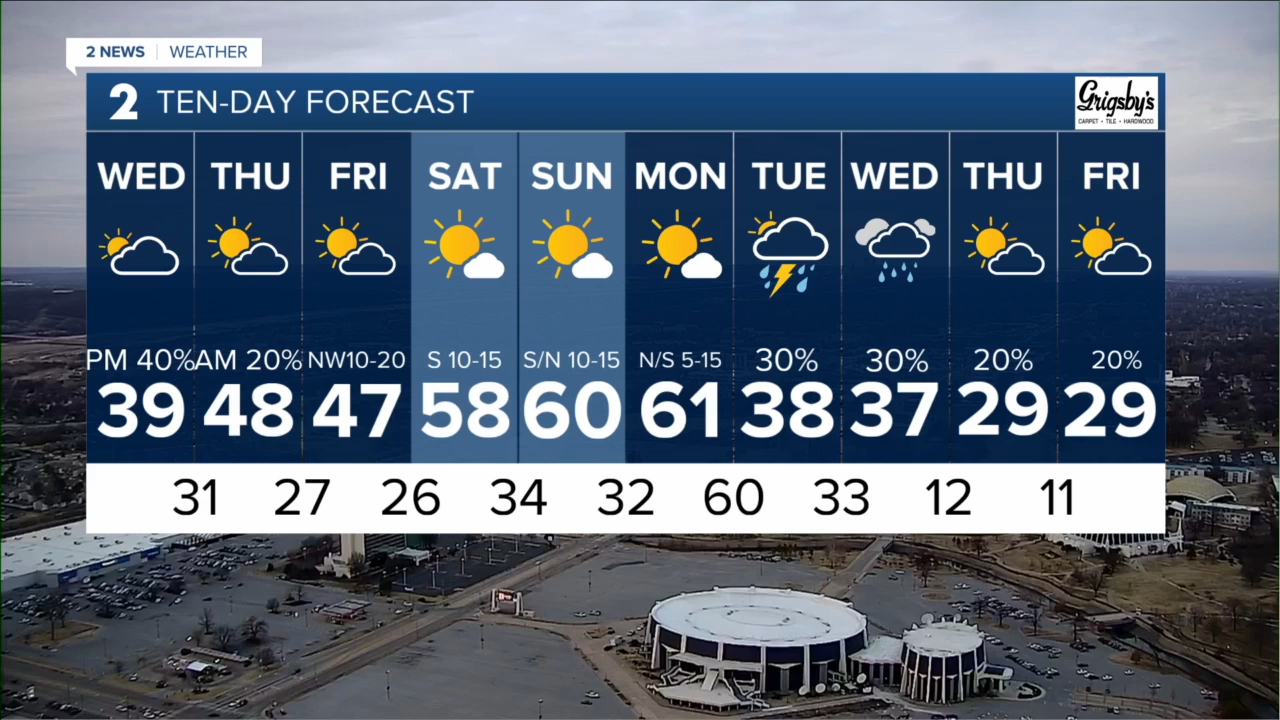 2 NEWS WEATHER
2 TEN-DAY FORECAST
Grigsby's
CARPET • TILE • HARDWOOD
WED THU FRI SAT SUN MON TUE WED THU FRI
PM 40% AM 20% NW10-20 S 10-15 S/N 10-15 N/S 5-15 30% 30% 20% 20%
39 48 47 58 60 61 38 37 29 29
31 27 26 34 32 60 33 12 11